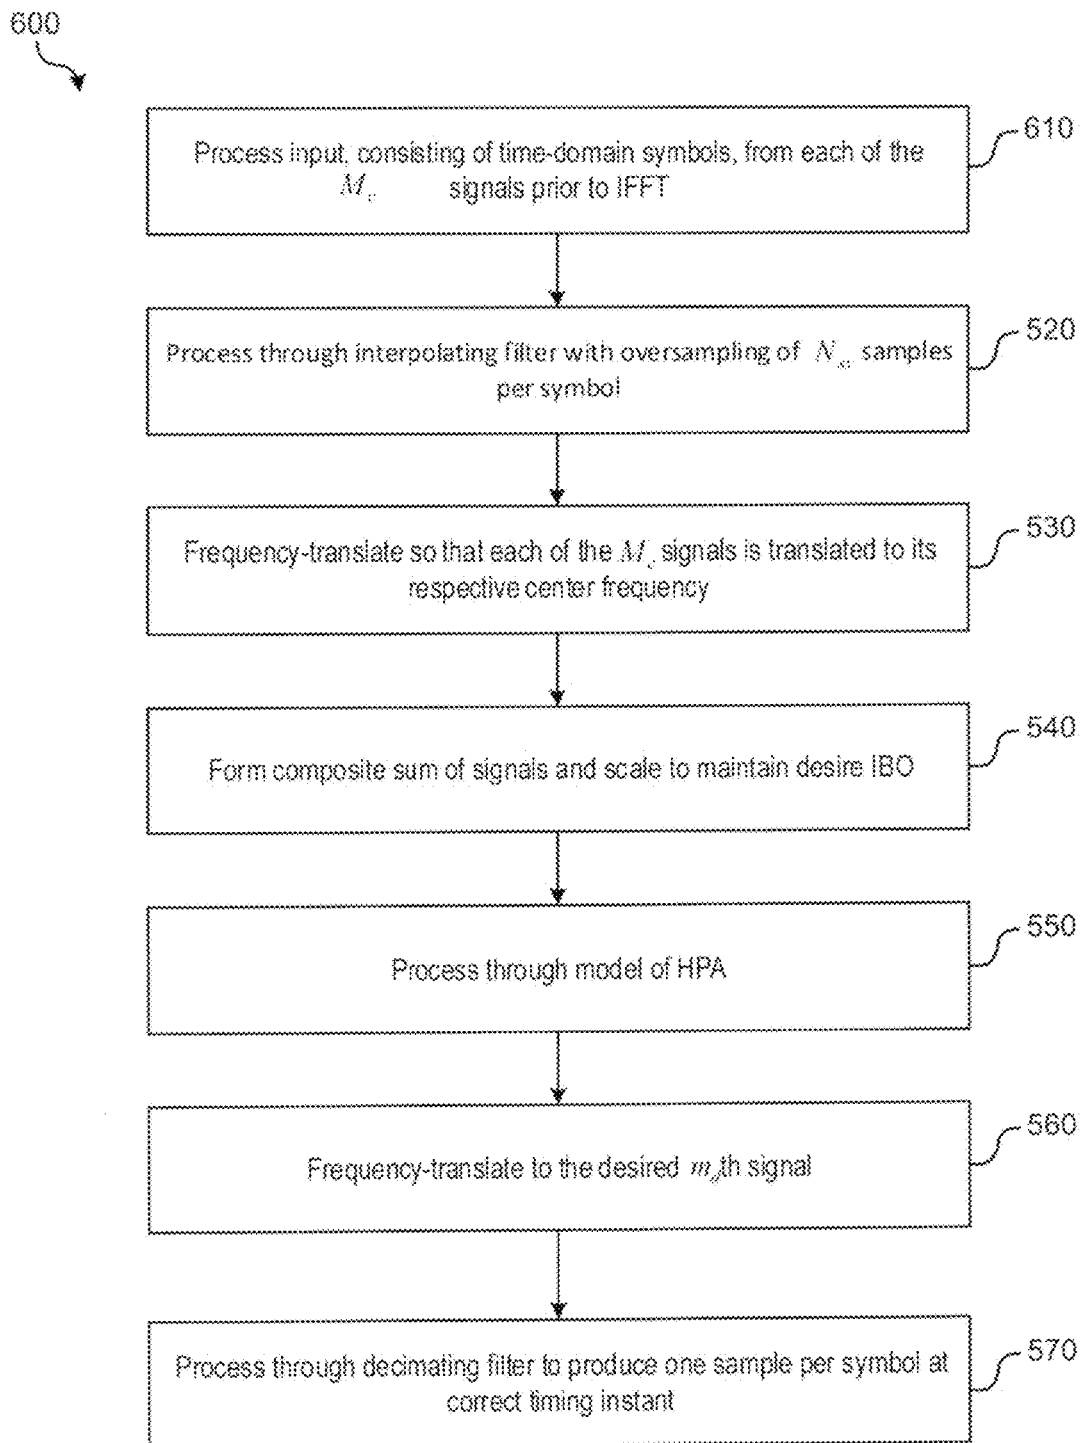 600
610
Process input, consisting of time-domain symbols, from each of the
M_c signals prior to IFFT
520
Process through interpolating filter with oversampling of N_ss samples
per symbol
530
Frequency-translate so that each of the M_c signals is translated to its
respective center frequency
540
Form composite sum of signals and scale to maintain desire IBO
550
Process through model of HPA
560
Frequency-translate to the desired m_cth signal
570
Process through decimating filter to produce one sample per symbol at
correct timing instant